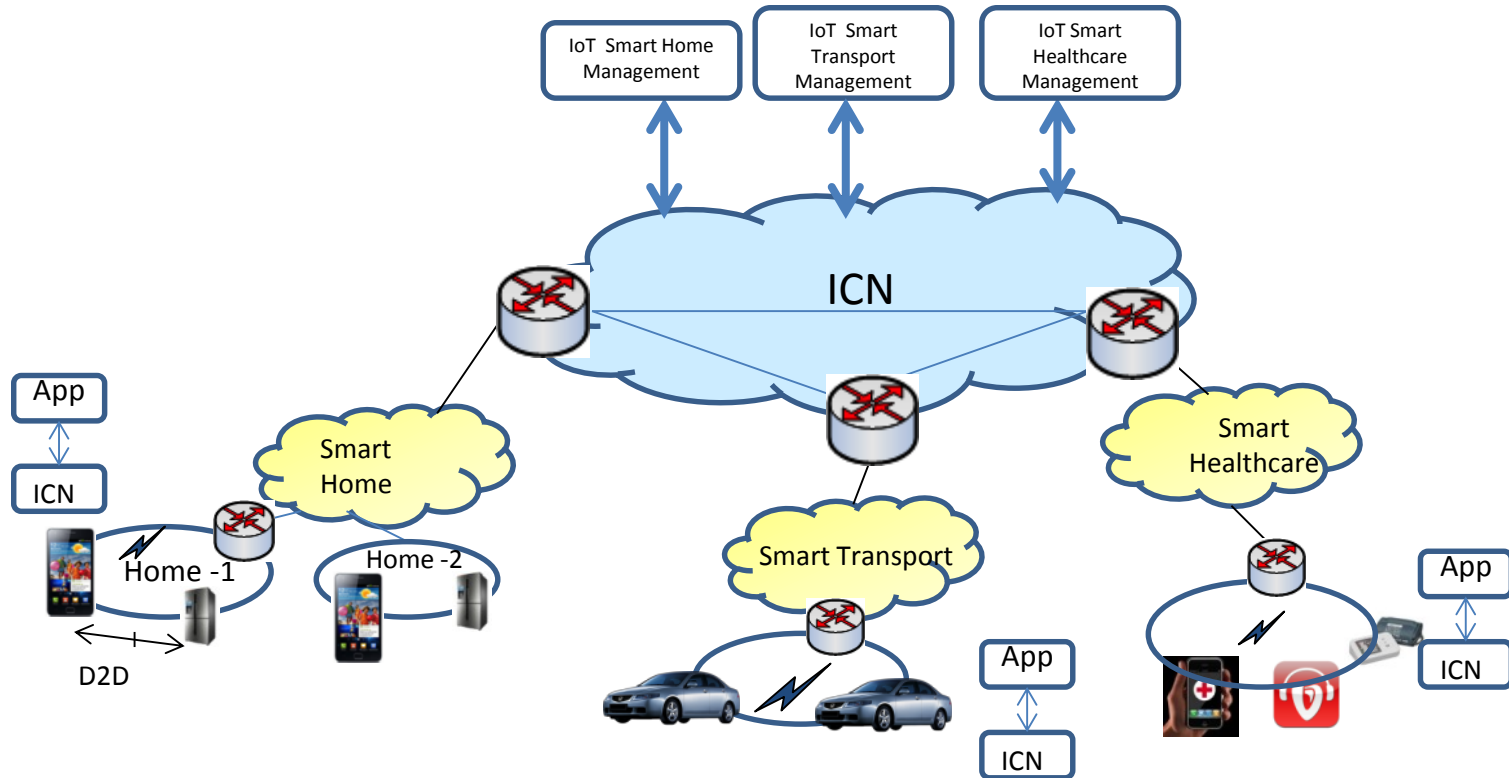 IoT  Smart Home
Management
IoT  Smart
Transport
Management
IoT Smart
Healthcare
Management
ICN
App
ICN
Smart
Home
Home -1
Home -2
D2D
Smart Transport
App
ICN
Smart
Healthcare
App
ICN